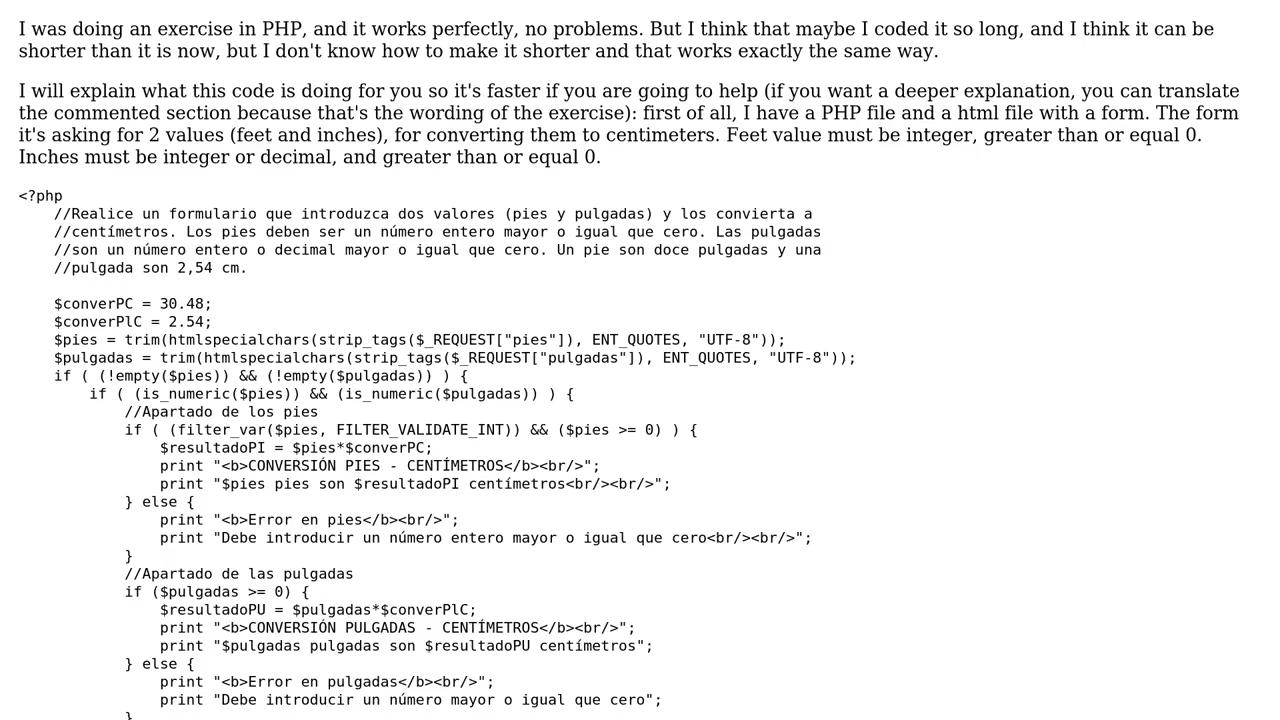 I was doing an exercise in PHP, and it works perfectly, no problems. But I think that maybe I coded it so long, and I think it can be
shorter than it is now, but I don't know how to make it shorter and that works exactly the same way.
I will explain what this code is doing for you so it's faster if you are going to help (if you want a deeper explanation, you can translate
the commented section because that's the wording of the exercise): first of all, I have a PHP file and a html file with a form. The form
it's asking for 2 values (feet and inches), for converting them to centimeters. Feet value must be integer, greater than or equal 0.
Inches must be integer or decimal, and greater than or equal 0.
<?php
    //Realice un formulario que introduzca dos valores (pies y pulgadas) y los convierta a
    //centímetros. Los pies deben ser un número entero mayor o igual que cero. Las pulgadas
    //son un número entero o decimal mayor o igual que cero. Un pie son doce pulgadas y una
    //pulgada son 2,54 cm.
    $converPC = 30.48;
    $converPlC = 2.54;
    $pies = trim(htmlspecialchars(strip_tags($_REQUEST["pies"]), ENT_QUOTES, "UTF-8"));
    $pulgadas = trim(htmlspecialchars(strip_tags($_REQUEST["pulgadas"]), ENT_QUOTES, "UTF-8"));
    if ( (!empty($pies)) && (!empty($pulgadas)) ) {
        if ( (is_numeric($pies)) && (is_numeric($pulgadas)) ) {
            //Apartado de los pies
            if ( (filter_var($pies, FILTER_VALIDATE_INT)) && ($pies >= 0) ) {
                $resultadoPI = $pies*$converPC;
                print "<b>CONVERSIÓN PIES - CENTÍMETROS</b><br/>";
                print "$pies pies son $resultadoPI centímetros<br/><br/>";
            } else {
                print "<b>Error en pies</b><br/>";
                print "Debe introducir un número entero mayor o igual que cero<br/><br/>";
            }
            //Apartado de las pulgadas
            if ($pulgadas >= 0) {
                $resultadoPU = $pulgadas*$converPlC;
                print "<b>CONVERSIÓN PULGADAS - CENTÍMETROS</b><br/>";
                print "$pulgadas pulgadas son $resultadoPU centímetros";
            } else {
                print "<b>Error en pulgadas</b><br/>";
                print "Debe introducir un número mayor o igual que cero";
            }